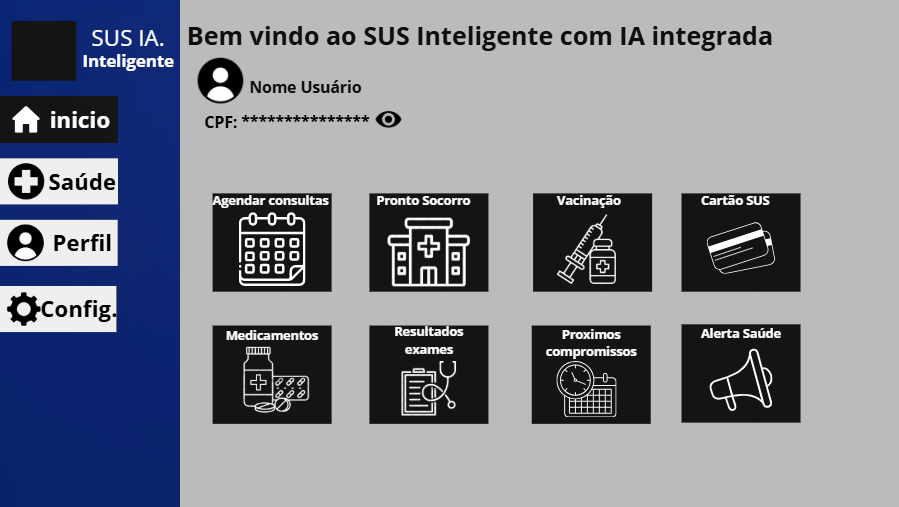 SUS IA.
Inteligente
inicio
Saúde
Perfil
Config.
Bem vindo ao SUS Inteligente com IA integrada
Nome Usuário
CPF: ***************
Agendar consultas
Pronto Socorro
Vacinação
Cartão SUS
Medicamentos
Resultados
exames
Proximos
compromissos
Alerta Saúde